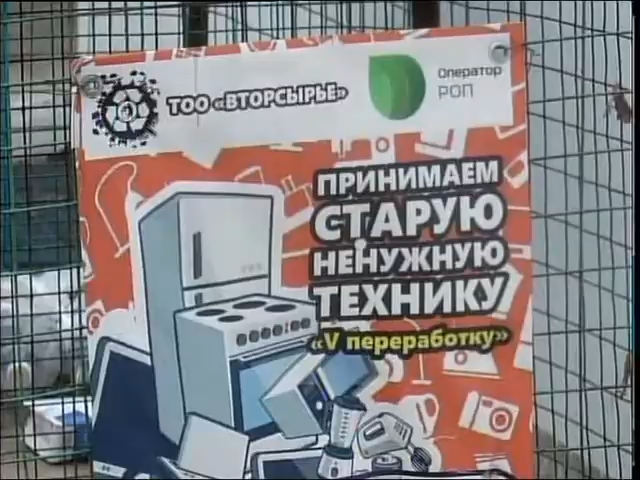 ТОО «ВТОРСЫРЬЕ»
Оператор
РОП
ПРИНИМАЕМ
СТАРУЮ
НЕНУЖНУЮ
ТЕХНИКУ
«V переработку»